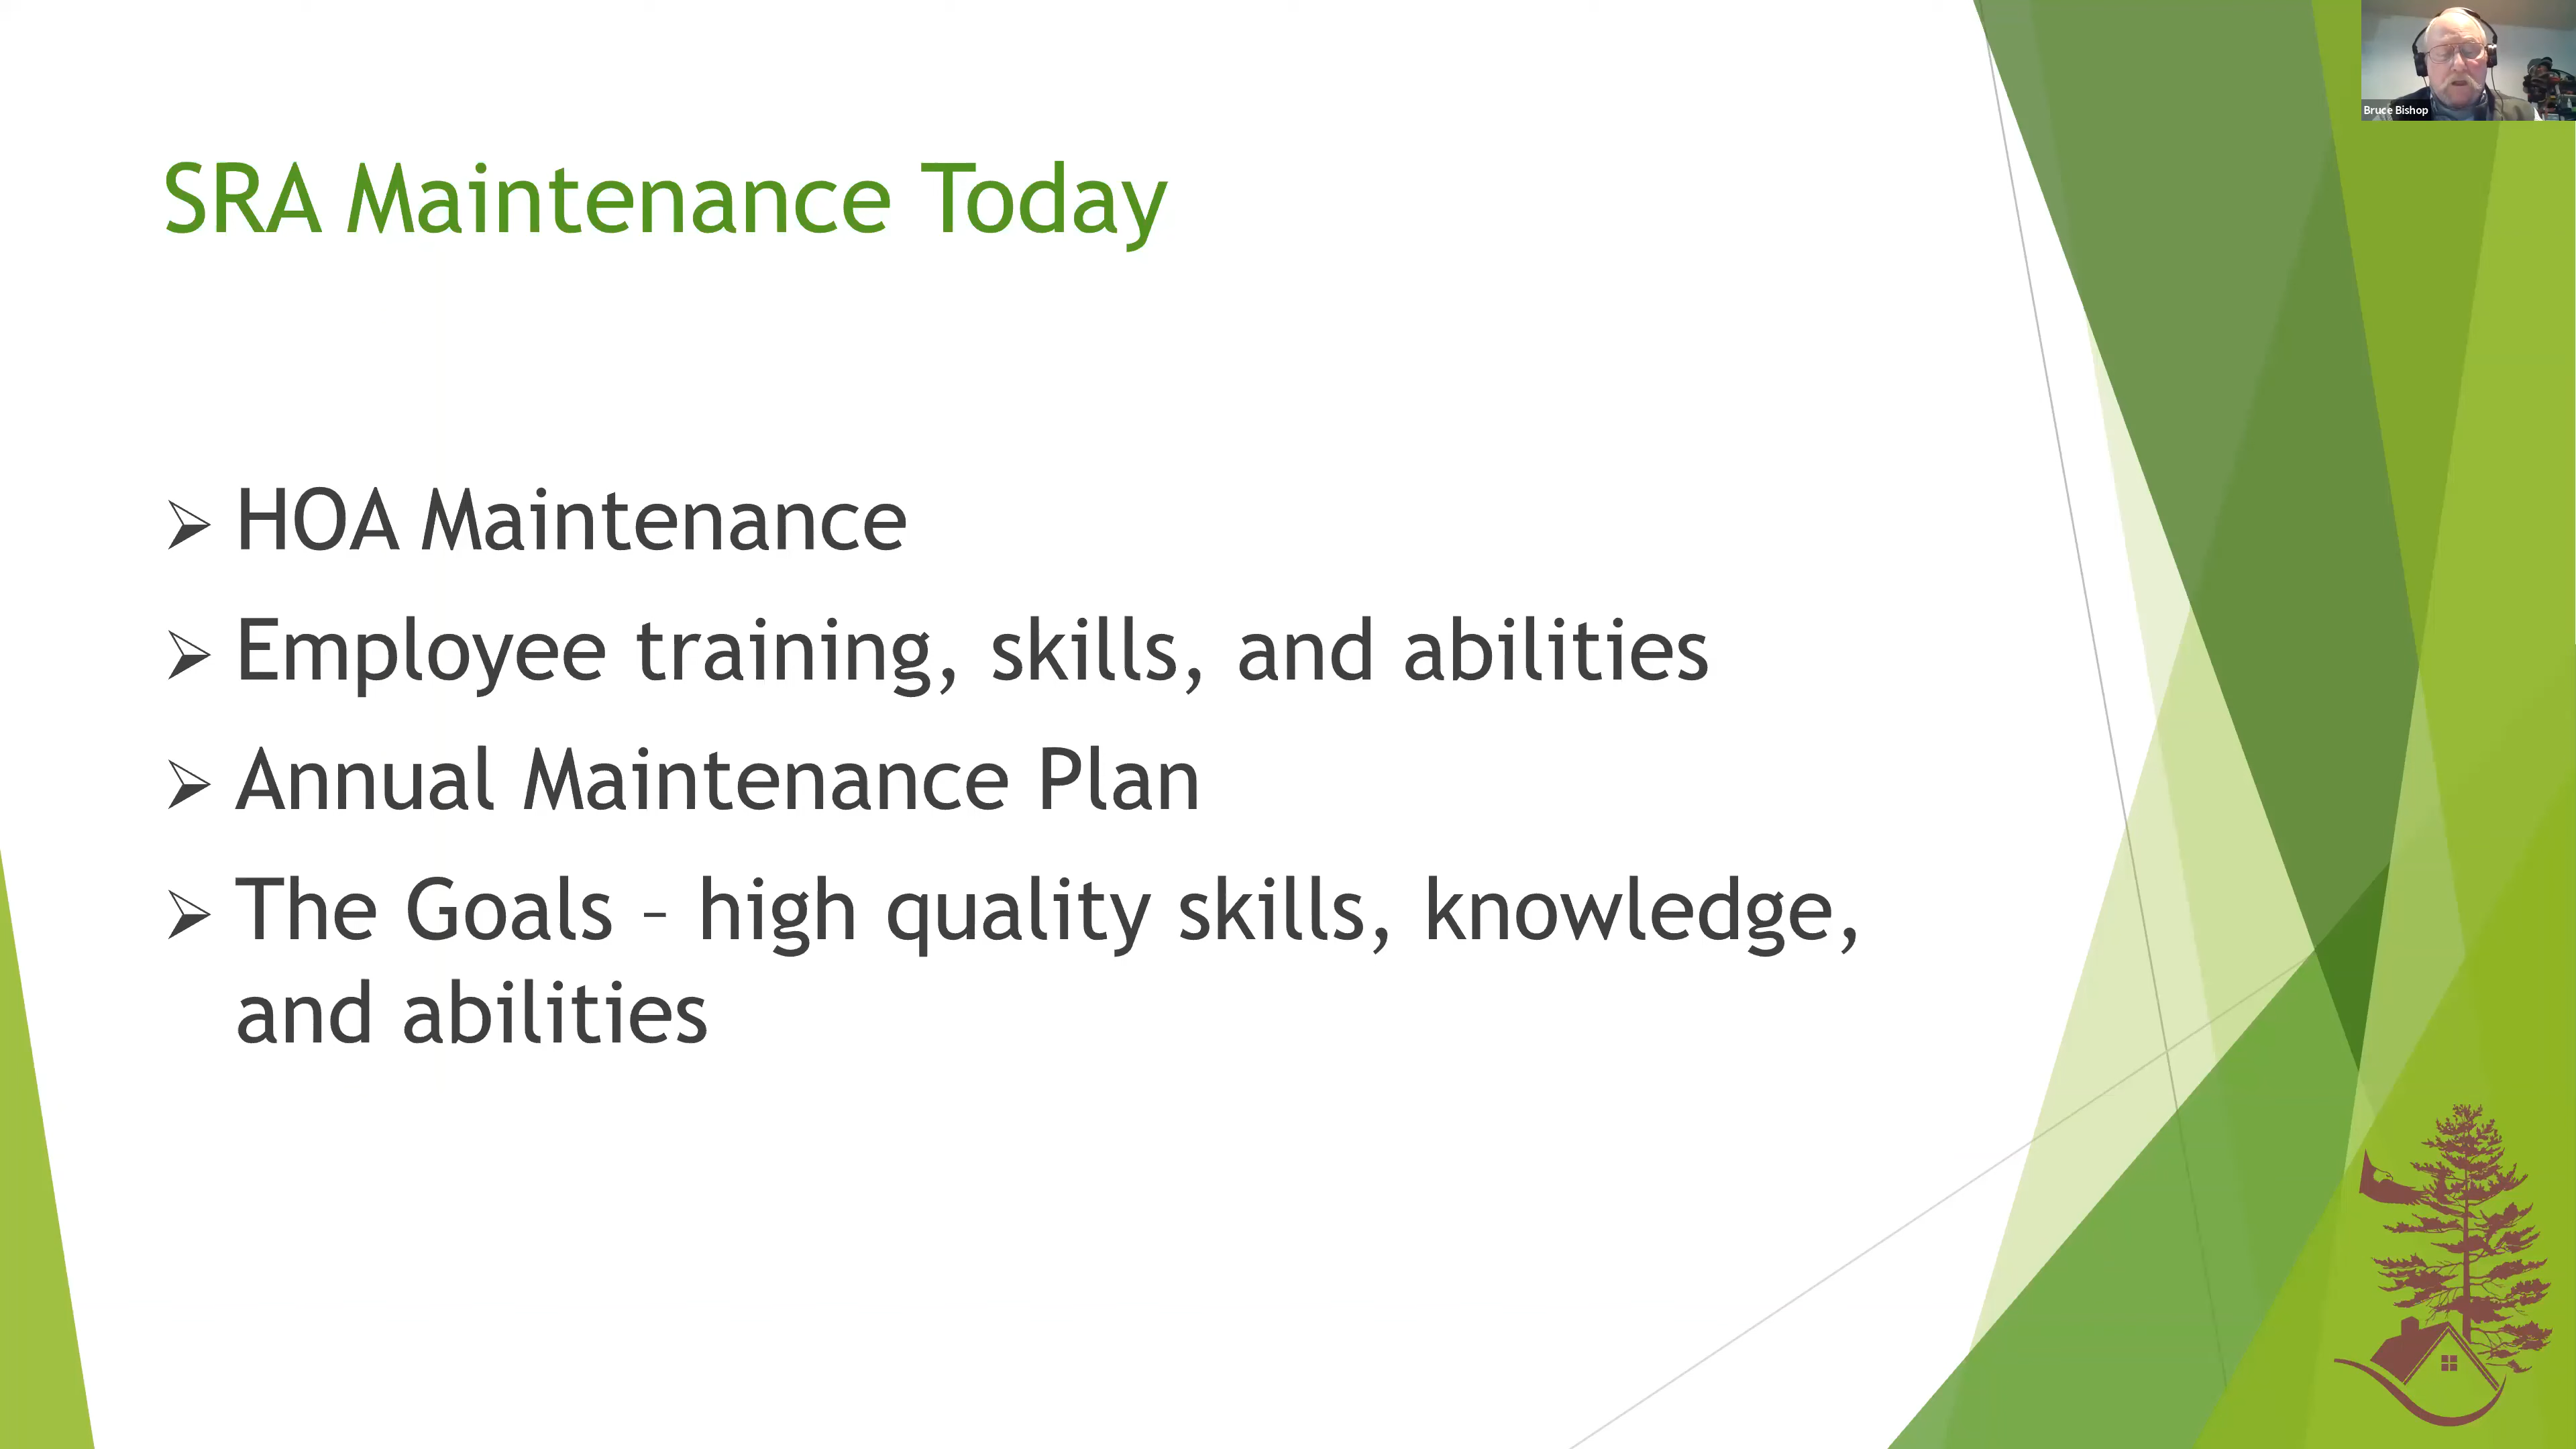 Bruce Bishop
SRA Maintenance Today
➢ HOA Maintenance
➢ Employee training, skills, and abilities
➢ Annual Maintenance Plan
➢ The Goals – high quality skills, knowledge,
and abilities